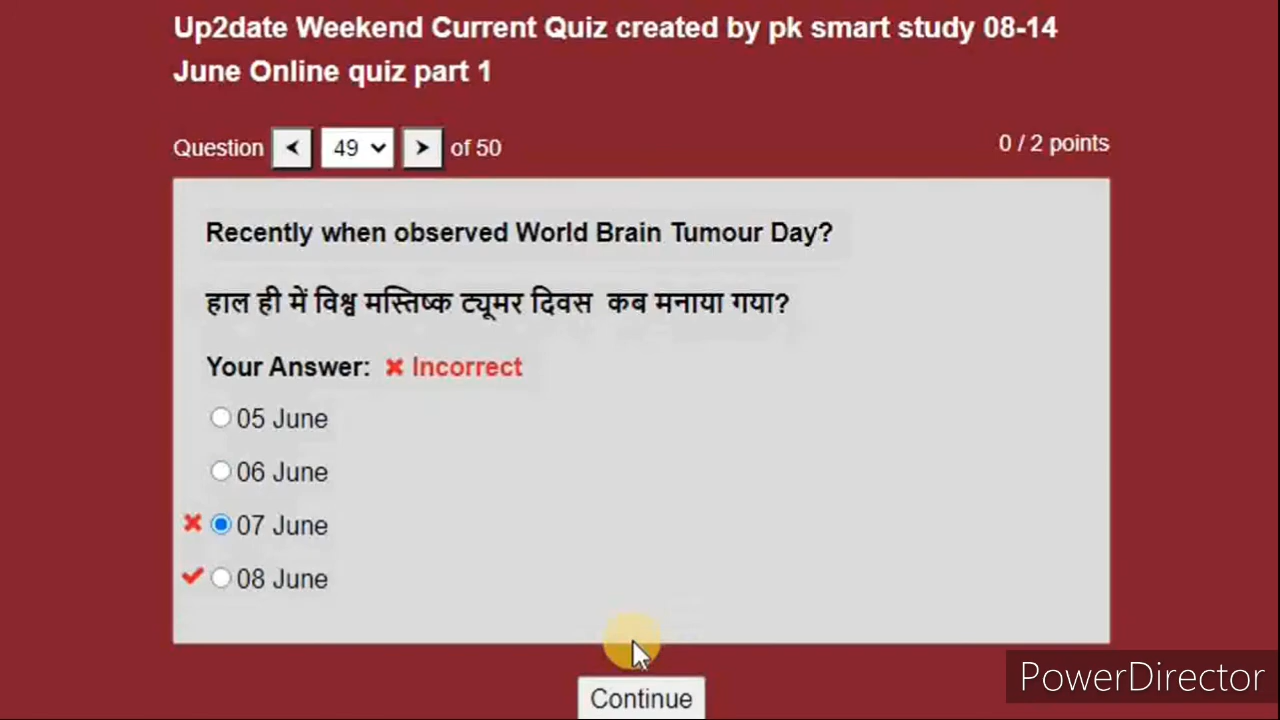 Up2date Weekend Current Quiz created by pk smart study 08-14
June Online quiz part 1
Question 49 of 50
0 / 2 points
Recently when observed World Brain Tumour Day?
हाल ही में विश्व मस्तिष्क ट्यूमर दिवस कब मनाया गया?
Your Answer: ✖ Incorrect
05 June
06 June
07 June
08 June
Continue
PowerDirector